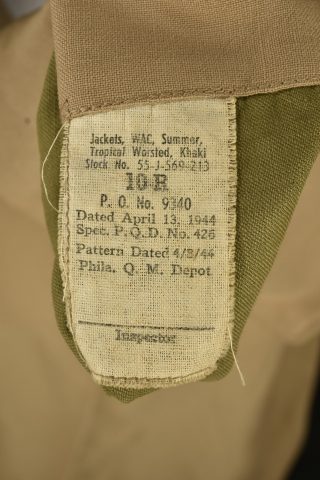 Jackets, WAC, Summer,
Tropical Worsted, Khaki
Stock No. 55-J-569-213
10 R
P. O. No. 9340
Dated April 13, 1944
Spec. P. Q. D. No. 426
Pattern Dated 4/3/44
Phila. Q. M. Depot
Inspector